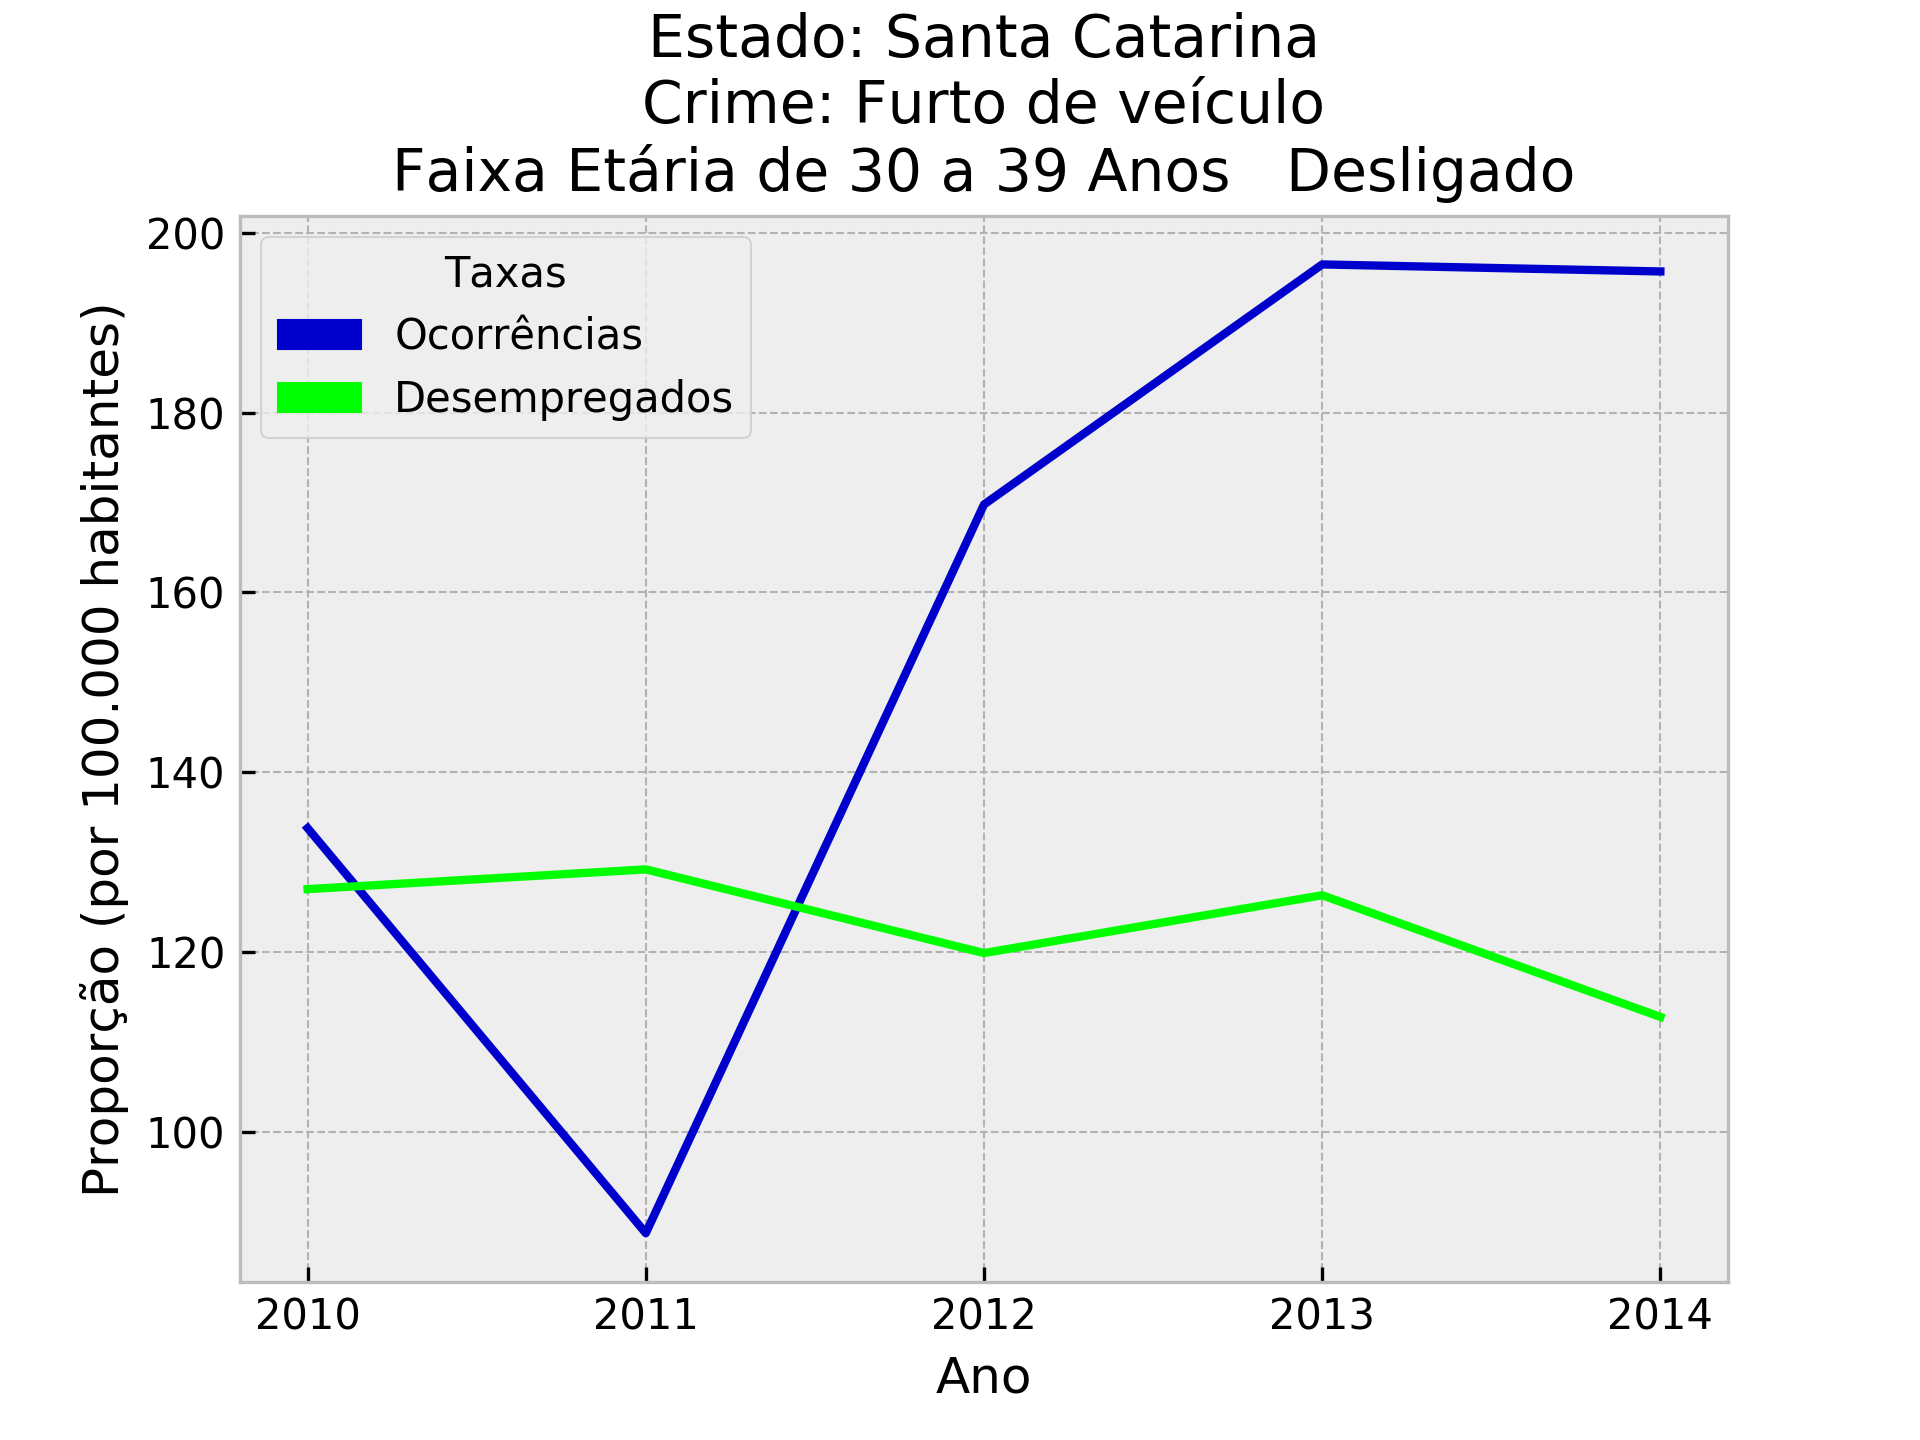 Estado: Santa Catarina
Crime: Furto de veículo
Faixa Etária de 30 a 39 Anos   Desligado
Taxas
Ocorrências
Desempregados
Proporção (por 100.000 habitantes)
200
180
160
140
120
100
2010 2011 2012 2013 2014
Ano